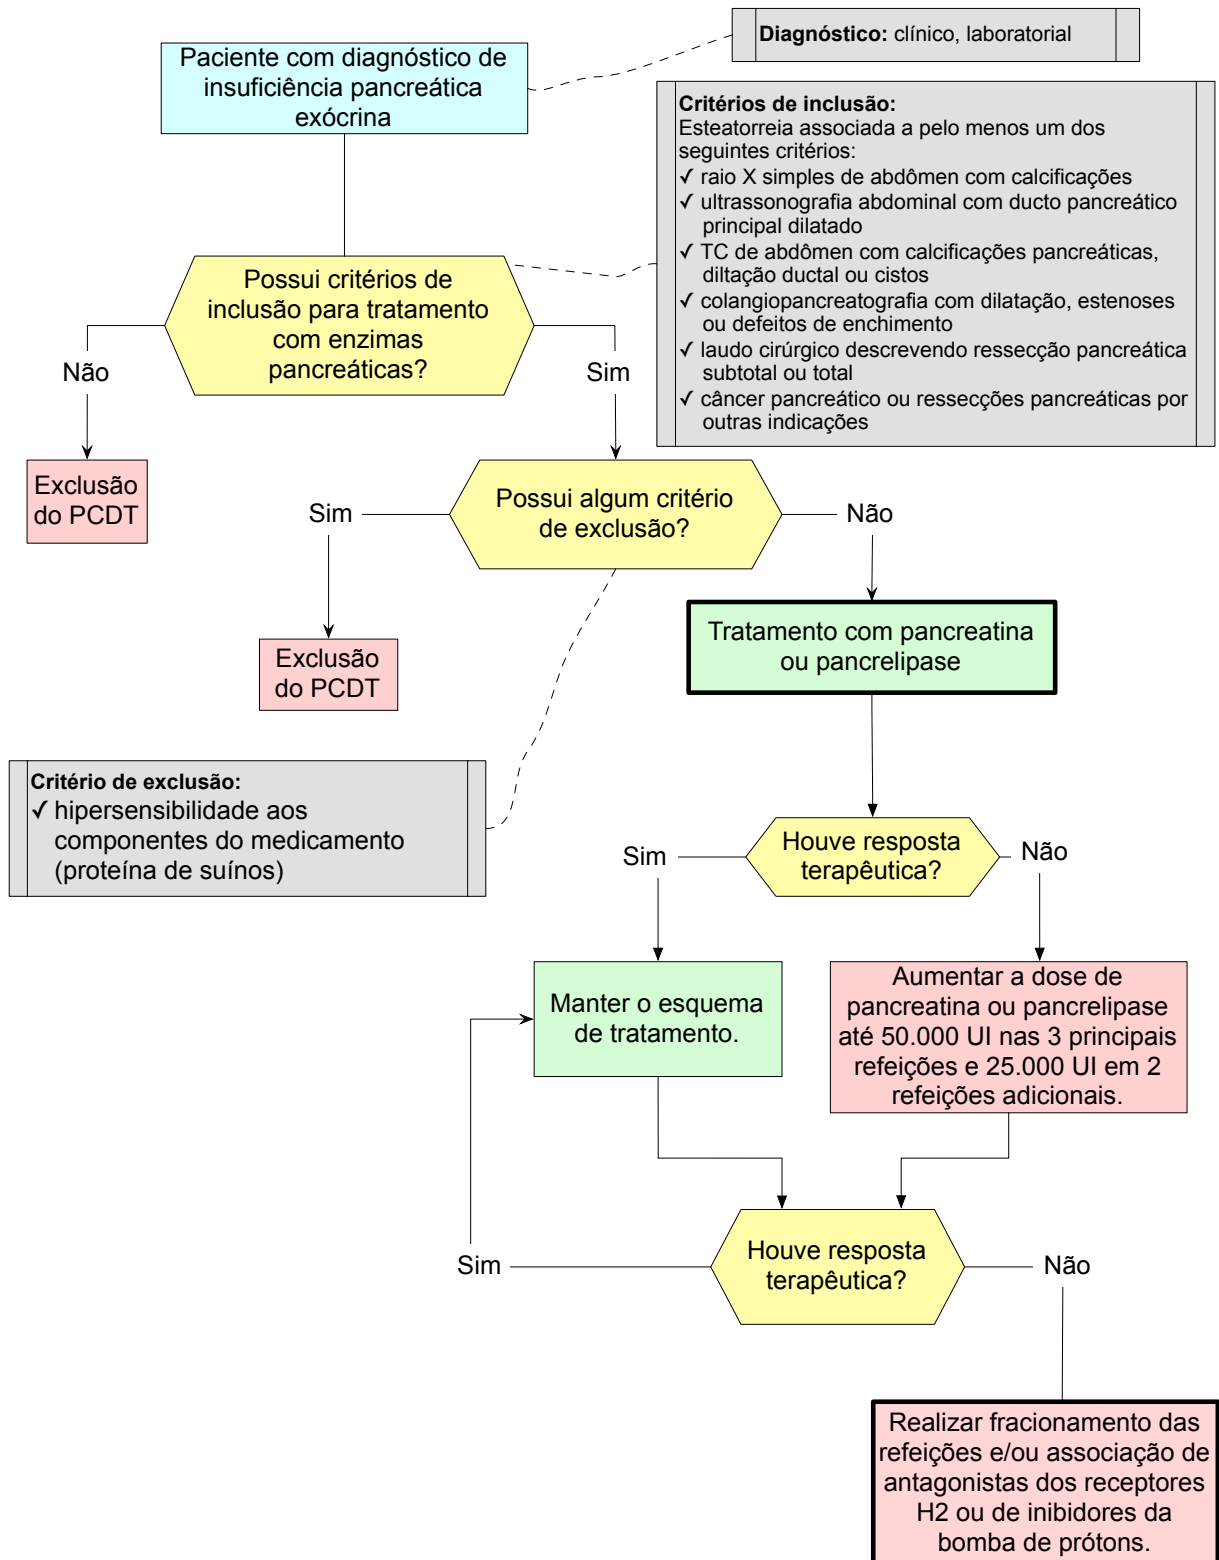 Diagnóstico: clínico, laboratorial
Paciente com diagnóstico de
insuficiência pancreática
exócrina
Critérios de inclusão:
Esteatorreia associada a pelo menos um dos
seguintes critérios:
✓ raio X simples de abdômen com calcificações
✓ ultrassonografia abdominal com ducto pancreático
principal dilatado
✓ TC de abdômen com calcificações pancreáticas,
diltação ductal ou cistos
✓ colangiopancreatografia com dilatação, estenoses
ou defeitos de enchimento
✓ laudo cirúrgico descrevendo ressecção pancreática
subtotal ou total
✓ câncer pancreático ou ressecções pancreáticas por
outras indicações
Possui critérios de
inclusão para tratamento
com enzimas
pancreáticas?
Não
Sim
Exclusão
do PCDT
Possui algum critério
de exclusão?
Sim
Não
Exclusão
do PCDT
Tratamento com pancreatina
ou pancrelipase
Critério de exclusão:
✓ hipersensibilidade aos
componentes do medicamento
(proteína de suínos)
Houve resposta
terapêutica?
Sim
Não
Manter o esquema
de tratamento.
Aumentar a dose de
pancreatina ou pancrelipase
até 50.000 UI nas 3 principais
refeições e 25.000 UI em 2
refeições adicionais.
Houve resposta
terapêutica?
Sim
Não
Realizar fracionamento das
refeições e/ou associação de
antagonistas dos receptores
H2 ou de inibidores da
bomba de prótons.